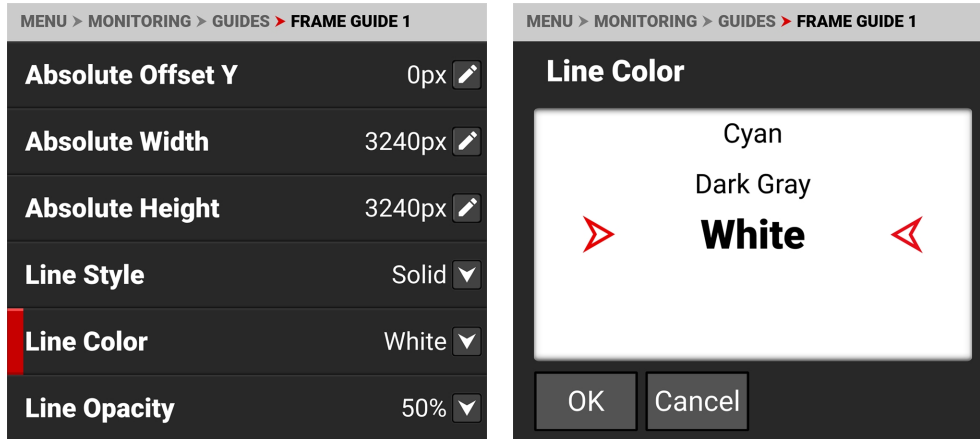 MENU > MONITORING > GUIDES > FRAME GUIDE 1
Absolute Offset Y 0px
Absolute Width 3240px
Absolute Height 3240px
Line Style Solid
Line Color White
Line Opacity 50%
MENU > MONITORING > GUIDES > FRAME GUIDE 1
Line Color
Cyan
Dark Gray
White
OK Cancel